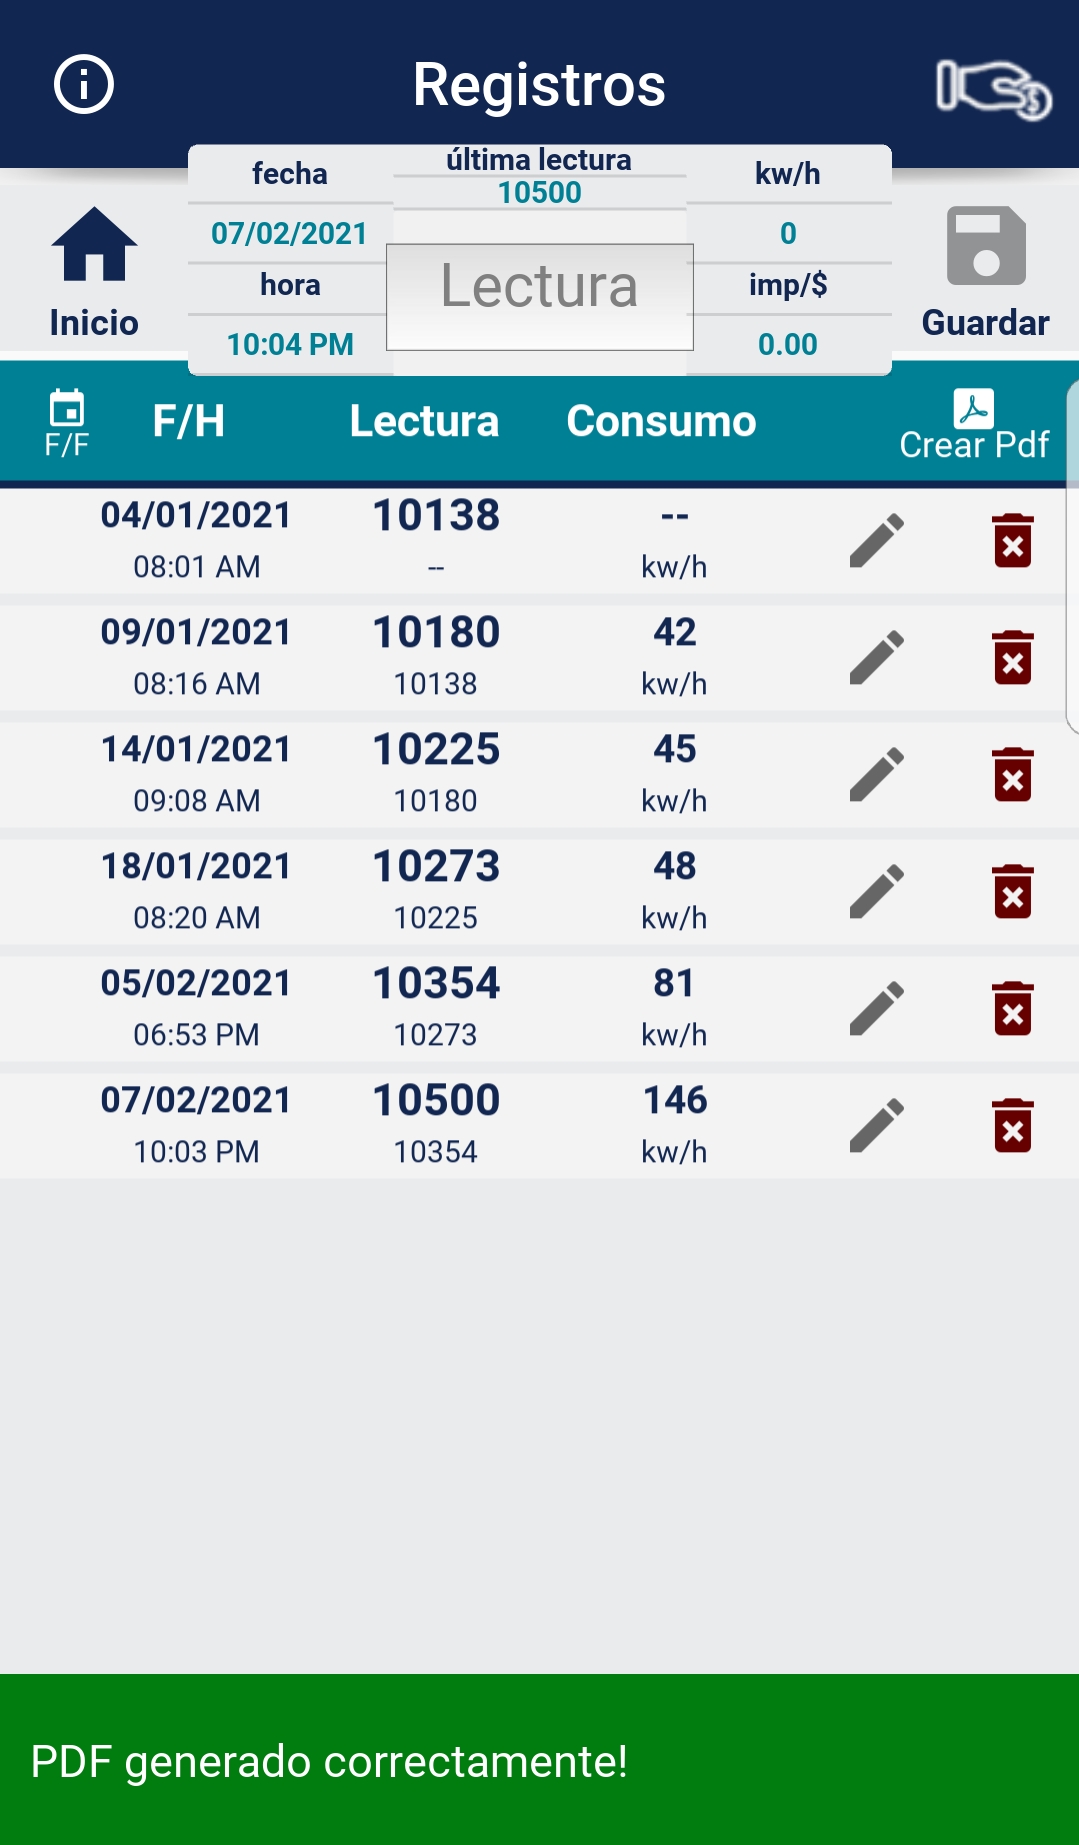 Registros
fecha
última lectura
kw/h
10500
07/02/2021
0
Lectura
hora
imp/$
Inicio
Guardar
10:04 PM
0.00
F/F
F/H
Lectura
Consumo
Crear Pdf
04/01/2021 10138 --
08:01 AM -- kw/h
09/01/2021 10180 42
08:16 AM 10138 kw/h
14/01/2021 10225 45
09:08 AM 10180 kw/h
18/01/2021 10273 48
08:20 AM 10225 kw/h
05/02/2021 10354 81
06:53 PM 10273 kw/h
07/02/2021 10500 146
10:03 PM 10354 kw/h
PDF generado correctamente!